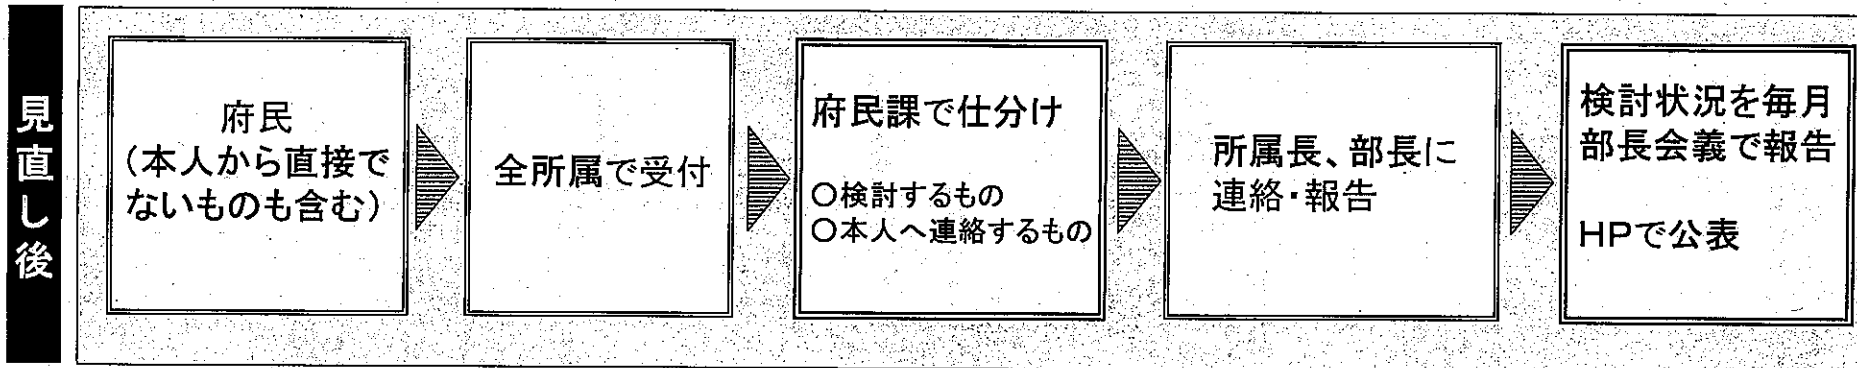 見直し後
府民
（本人から直接で
ないものも含む）
全所属で受付
府民課で仕分け
○検討するもの
○本人へ連絡するもの
所属長、部長に
連絡・報告
検討状況を毎月
部長会議で報告
HPで公表